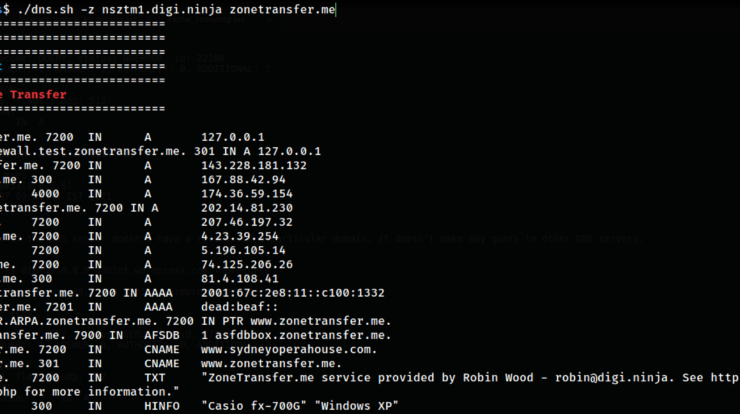 $ ./dns.sh -z nsztm1.digi.ninja zonetransfer.me
=========================
=========================
=========================
: ======================
=========================
e Transfer
=========================
er.me. 7200 IN A 127.0.0.1
ewall.test.zonetransfer.me. 301 IN A 127.0.0.1
sfer.me. 7200 IN A 143.228.181.132
.me. 300 IN A 167.88.42.94
. 4000 IN A 174.36.59.154
etransfer.me. 7200 IN A 202.14.81.230
. 7200 IN A 207.46.197.32
.me. 7200 IN A 4.23.39.254
7200 IN A 5.196.105.14
me. 7200 IN A 74.125.206.26
.me. 300 IN A 81.4.108.41
transfer.me. 7200 IN AAAA 2001:67c:2e8:11::c100:1332
er.me. 7201 IN AAAA dead:beaf::
R.ARPA.zonetransfer.me. 7200 IN PTR www.zonetransfer.me.
ansfer.me. 7900 IN AFSDB 1 asfdbbox.zonetransfer.me.
r.me. 7200 IN CNAME www.sydneyoperahouse.com.
er.me. 301 IN CNAME www.zonetransfer.me.
e. 7200 IN TXT "ZoneTransfer.me service provided by Robin Wood - robin@digi.ninja. See http
php for more information."
300 IN HINFO "Casio fx-700G" "Windows XP"